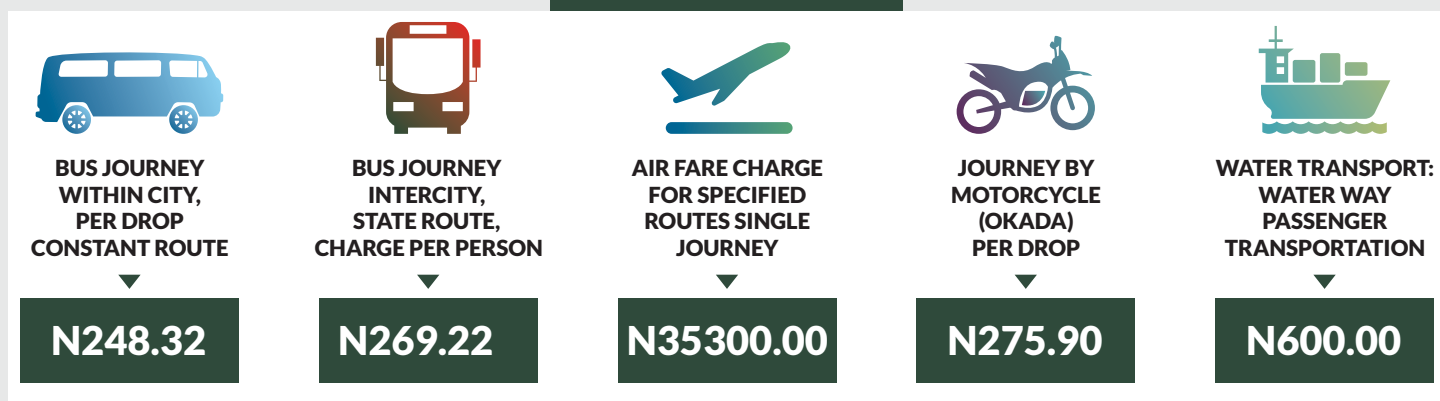 BUS JOURNEY
WITHIN CITY,
PER DROP
CONSTANT ROUTE
N248.32
BUS JOURNEY
INTERCITY,
STATE ROUTE,
CHARGE PER PERSON
N269.22
AIR FARE CHARGE
FOR SPECIFIED
ROUTES SINGLE
JOURNEY
N35300.00
JOURNEY BY
MOTORCYCLE
(OKADA)
PER DROP
N275.90
WATER TRANSPORT:
WATER WAY
PASSENGER
TRANSPORTATION
N600.00